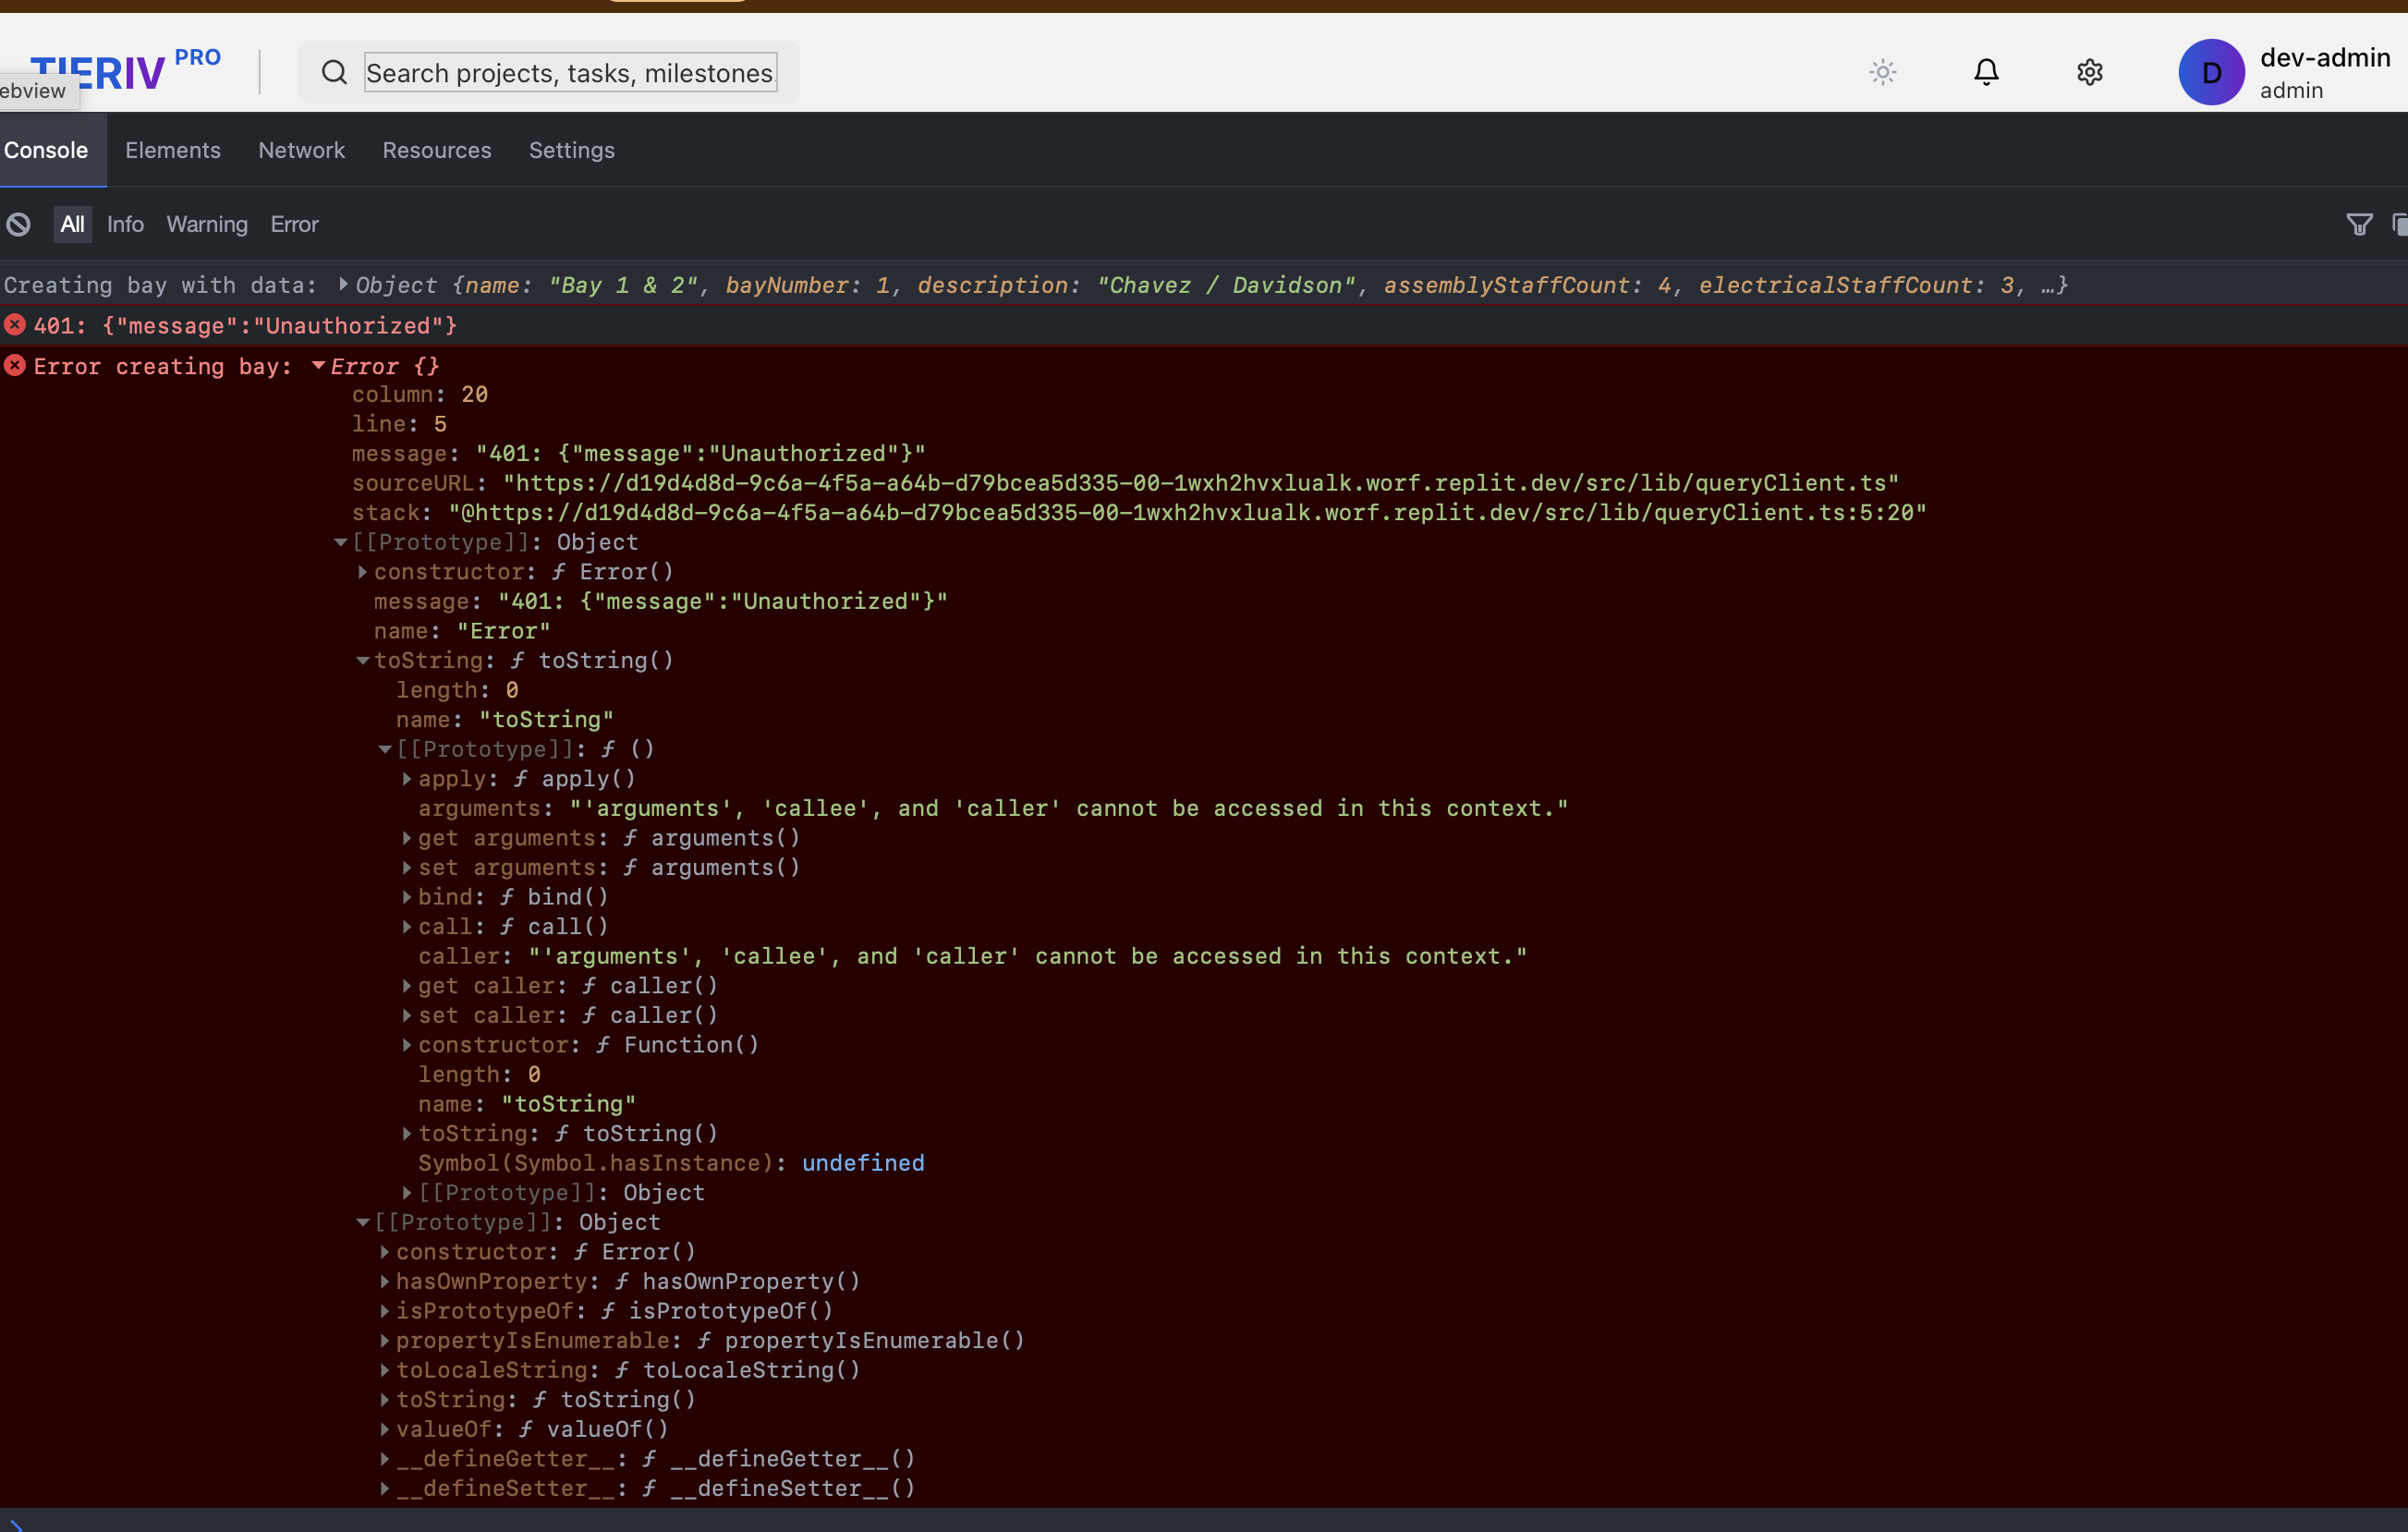 TIERIV PRO
ebview
Search projects, tasks, milestones
D
dev-admin
admin
Console Elements Network Resources Settings
All Info Warning Error
Creating bay with data: Object {name: "Bay 1 & 2", bayNumber: 1, description: "Chavez / Davidson", assemblyStaffCount: 4, electricalStaffCount: 3, …}
401: {"message":"Unauthorized"}
Error creating bay: Error {}
column: 20
line: 5
message: "401: {"message":"Unauthorized"}"
sourceURL: "https://d19d4d8d-9c6a-4f5a-a64b-d79bcea5d335-00-1wxh2hvxlualk.worf.replit.dev/src/lib/queryClient.ts"
stack: "@https://d19d4d8d-9c6a-4f5a-a64b-d79bcea5d335-00-1wxh2hvxlualk.worf.replit.dev/src/lib/queryClient.ts:5:20"
[[Prototype]]: Object
constructor: ƒ Error()
message: "401: {"message":"Unauthorized"}"
name: "Error"
toString: ƒ toString()
length: 0
name: "toString"
[[Prototype]]: ƒ ()
apply: ƒ apply()
arguments: "'arguments', 'callee', and 'caller' cannot be accessed in this context."
get arguments: ƒ arguments()
set arguments: ƒ arguments()
bind: ƒ bind()
call: ƒ call()
caller: "'arguments', 'callee', and 'caller' cannot be accessed in this context."
get caller: ƒ caller()
set caller: ƒ caller()
constructor: ƒ Function()
length: 0
name: "toString"
toString: ƒ toString()
Symbol(Symbol.hasInstance): undefined
[[Prototype]]: Object
[[Prototype]]: Object
constructor: ƒ Error()
hasOwnProperty: ƒ hasOwnProperty()
isPrototypeOf: ƒ isPrototypeOf()
propertyIsEnumerable: ƒ propertyIsEnumerable()
toLocaleString: ƒ toLocaleString()
toString: ƒ toString()
valueOf: ƒ valueOf()
__defineGetter__: ƒ __defineGetter__()
__defineSetter__: ƒ __defineSetter__()